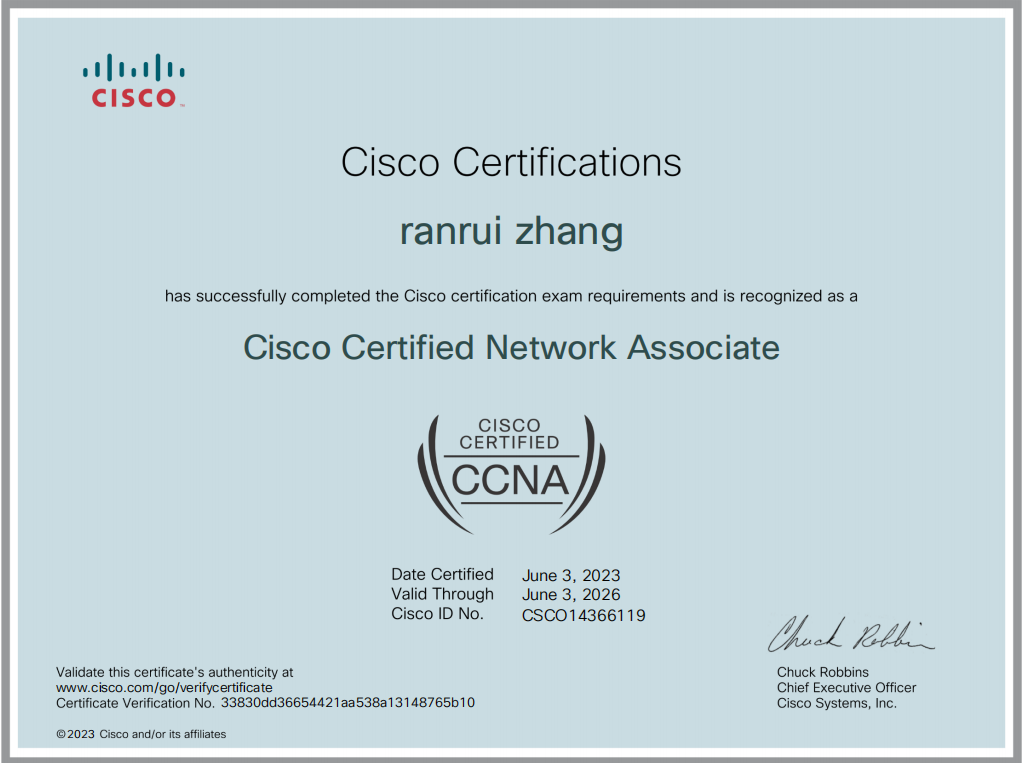 CISCO
Cisco Certifications
ranrui zhang
has successfully completed the Cisco certification exam requirements and is recognized as a
Cisco Certified Network Associate
CISCO
CERTIFIED
CCNA
Date Certified June 3, 2023
Valid Through June 3, 2026
Cisco ID No. CSCO14366119
Chuck Robbins
Validate this certificate's authenticity at
www.cisco.com/go/verifycertificate
Certificate Verification No. 33830dd36654421aa538a13148765b10
Chuck Robbins
Chief Executive Officer
Cisco Systems, Inc.
©2023 Cisco and/or its affiliates